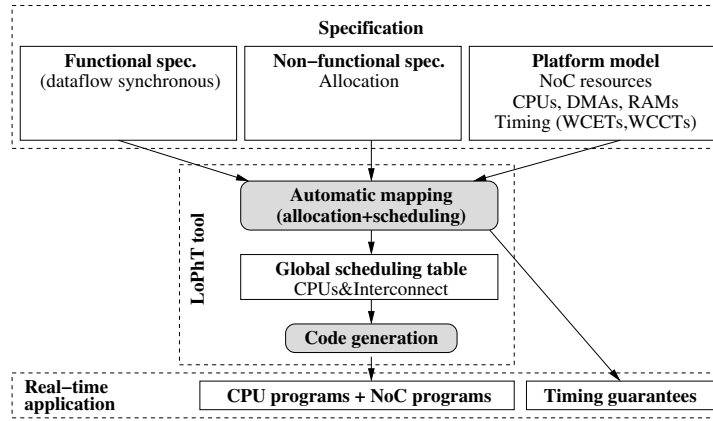 Specification
Functional spec.
(dataflow synchronous)
Non−functional spec.
Allocation
Platform model
NoC resources
CPUs, DMAs, RAMs
Timing (WCETs,WCCTs)
LoPhT tool
Automatic mapping
(allocation+scheduling)
Global scheduling table
CPUs&Interconnect
Code generation
Real−time
application
CPU programs + NoC programs
Timing guarantees